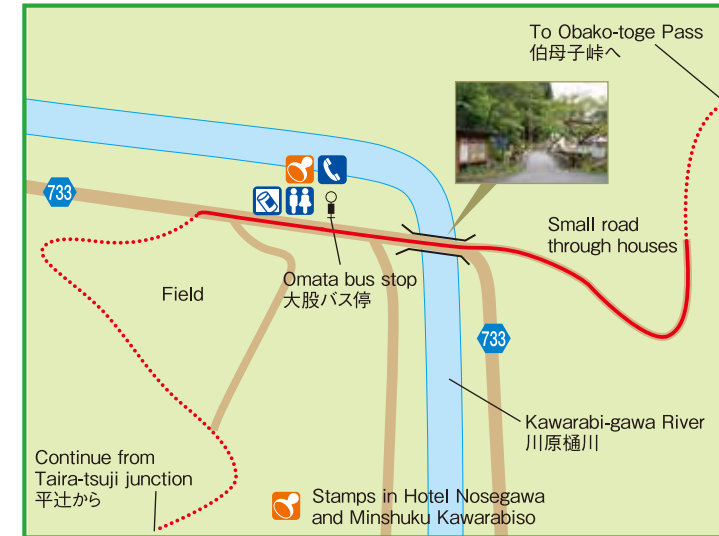 To Obako-toge Pass
伯母子峠へ
733
Small road
through houses
Omata bus stop
大股バス停
Field
733
Kawarabi-gawa River
川原樋川
Continue from
Taira-tsuji junction
平辻から
Stamps in Hotel Nosegawa
and Minshuku Kawarabiso